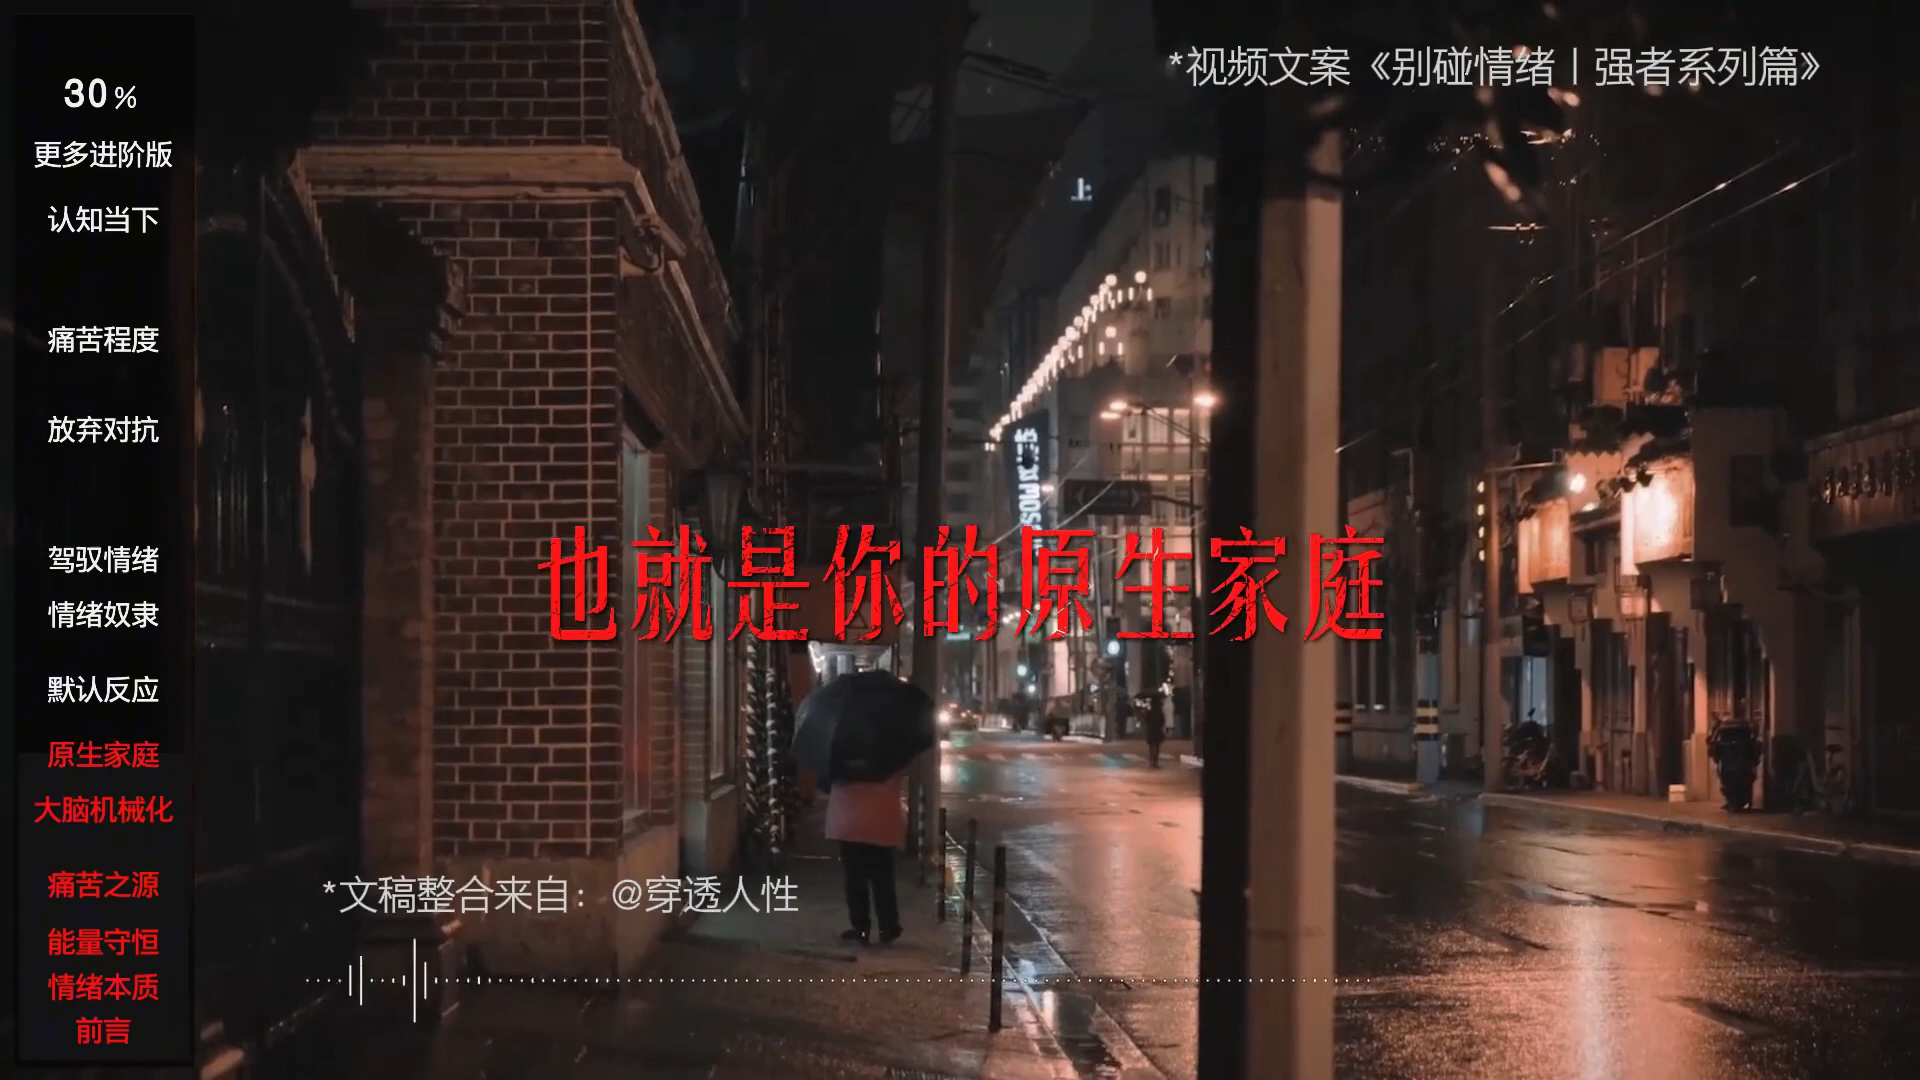 *视频文案《别碰情绪丨强者系列篇》
30%
更多进阶版
认知当下
痛苦程度
放弃对抗
驾驭情绪
情绪奴隶
默认反应
原生家庭
大脑机械化
痛苦之源
能量守恒
情绪本质
前言
上
也就是你的原生家庭
*文稿整合来自：@穿透人性